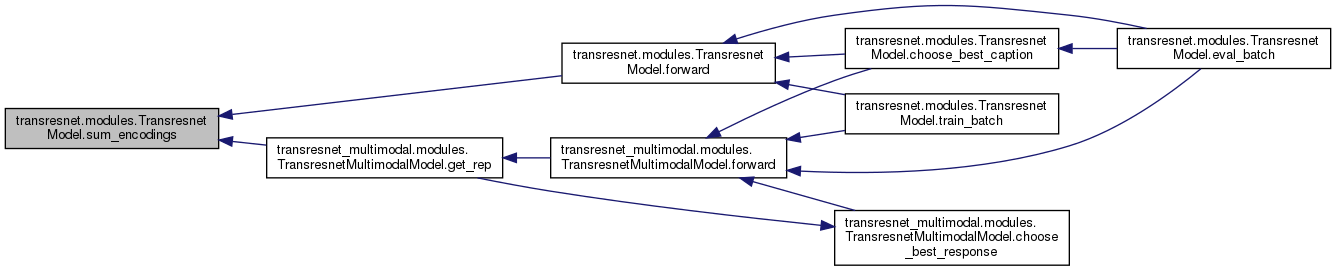 transresnet.modules.Transresnet
Model.sum_encodings
transresnet.modules.Transresnet
Model.forward
transresnet_multimodal.modules.
TransresnetMultimodalModel.get_rep
transresnet.modules.Transresnet
Model.choose_best_caption
transresnet.modules.Transresnet
Model.train_batch
transresnet_multimodal.modules.
TransresnetMultimodalModel.forward
transresnet_multimodal.modules.
TransresnetMultimodalModel.choose
_best_response
transresnet.modules.Transresnet
Model.eval_batch